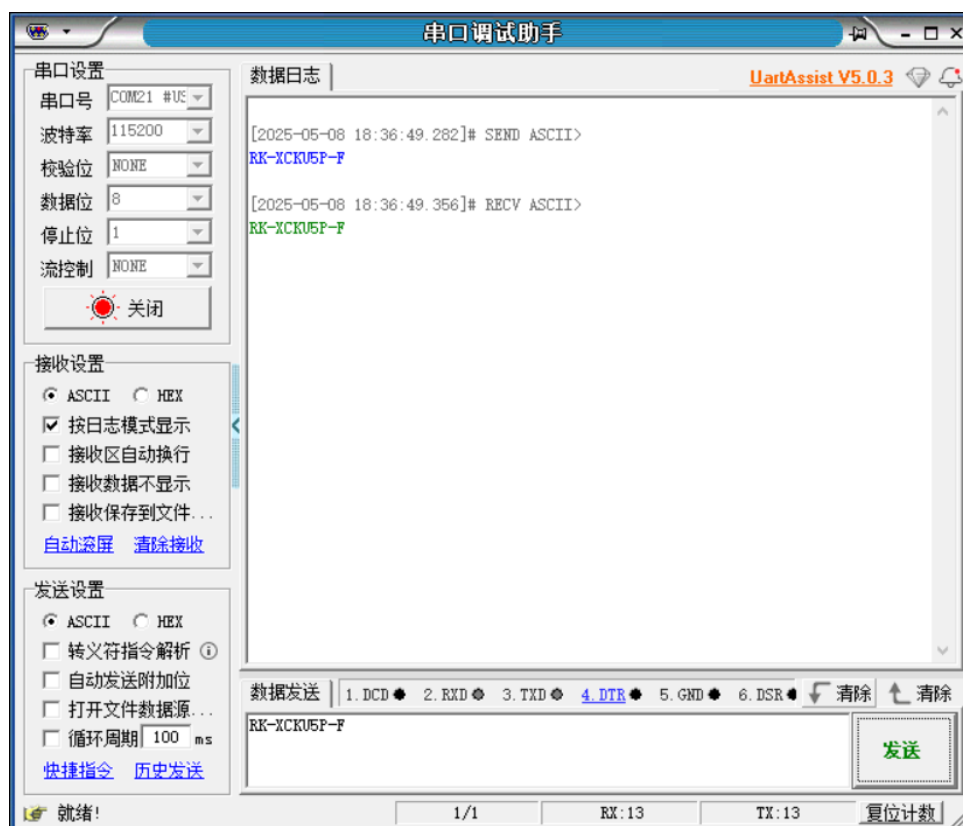 串口调试助手
串口设置
串口号 COM21 #US
波特率 115200
校验位 NONE
数据位 8
停止位 1
流控制 NONE
关闭
接收设置
ASCII HEX
按日志模式显示
接收区自动换行
接收数据不显示
接收保存到文件...
自动滚屏 清除接收
发送设置
ASCII HEX
转义符指令解析
自动发送附加位
打开文件数据源...
循环周期 100 ms
快捷指令 历史发送
数据日志 UartAssist V5.0.3
[2025-05-08 18:36:49.282]# SEND ASCII>
RK-XCKU5P-F
[2025-05-08 18:36:49.356]# RECV ASCII>
RK-XCKU5P-F
数据发送 1.DCD 2.RXD 3.TXD 4.DTR 5.GND 6.DSR 清除 清除
RK-XCKU5P-F
发送
就绪! 1/1 RX:13 TX:13 复位计数